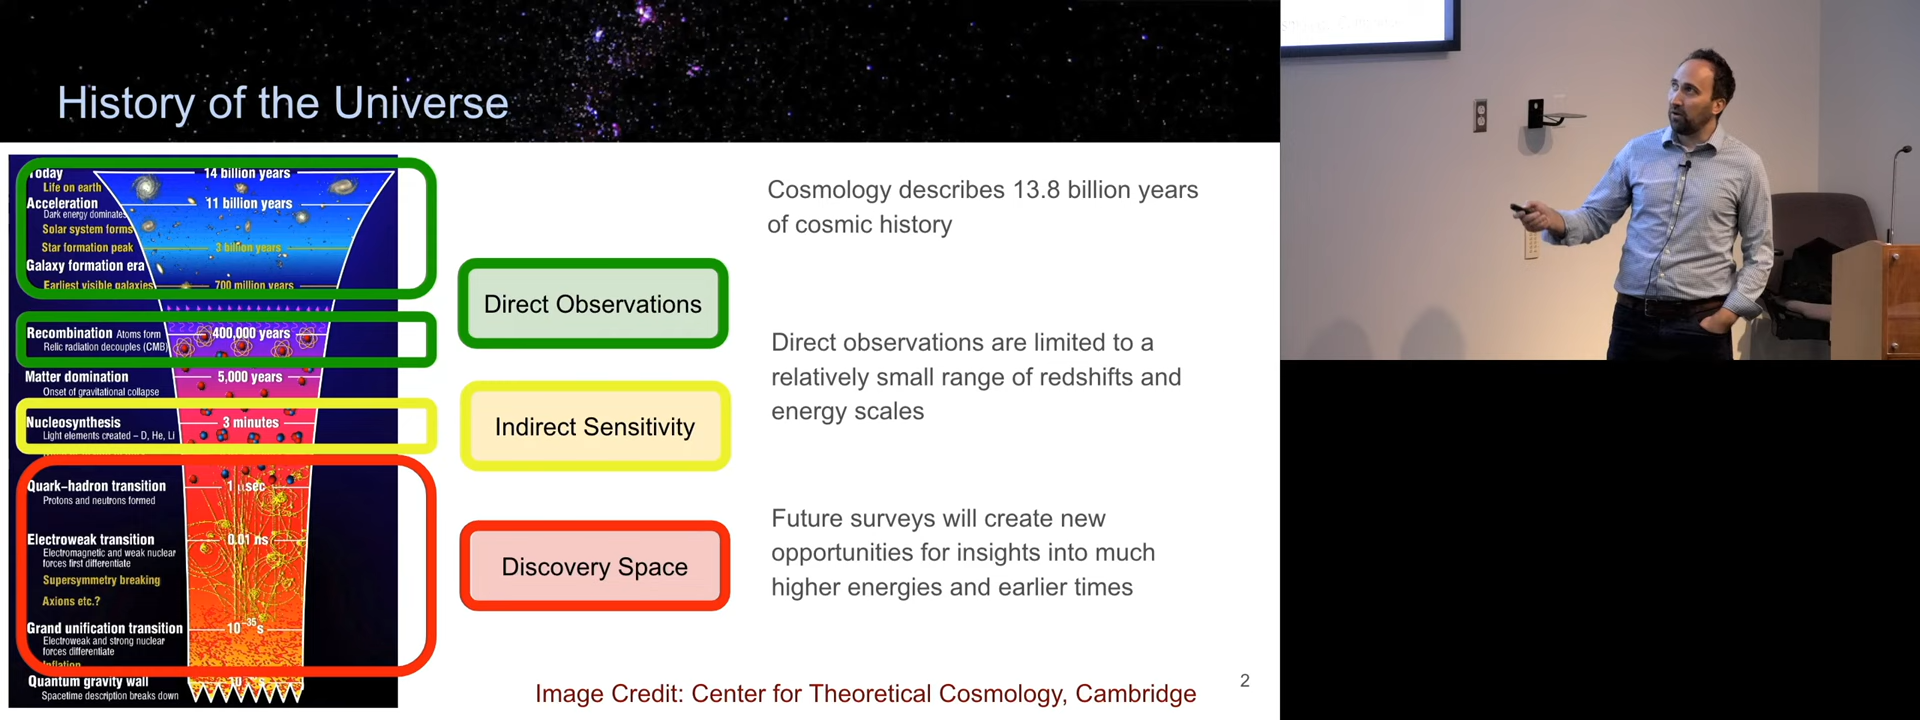 History of the Universe
Today
14 billion years
Life on earth
Acceleration
11 billion years
Dark energy dominates
Solar system forms
Star formation peak
3 billion years
Galaxy formation era
Earliest visible galaxies
700 million years
Recombination Atoms form
400,000 years
Relic radiation decouples (CMB)
Matter domination
5,000 years
Onset of gravitational collapse
Nucleosynthesis
3 minutes
Light elements created – D, He, Li
Quark–hadron transition
1 μsec
Protons and neutrons formed
Electroweak transition
0.01 ns
Electromagnetic and weak nuclear
forces first differentiate
Supersymmetry breaking
Axions etc.?
Grand unification transition
10⁻³⁵s
Electroweak and strong nuclear
forces differentiate
Inflation
Quantum gravity wall
Spacetime description breaks down
Direct Observations
Indirect Sensitivity
Discovery Space
Cosmology describes 13.8 billion years
of cosmic history
Direct observations are limited to a
relatively small range of redshifts and
energy scales
Future surveys will create new
opportunities for insights into much
higher energies and earlier times
Image Credit: Center for Theoretical Cosmology, Cambridge
2